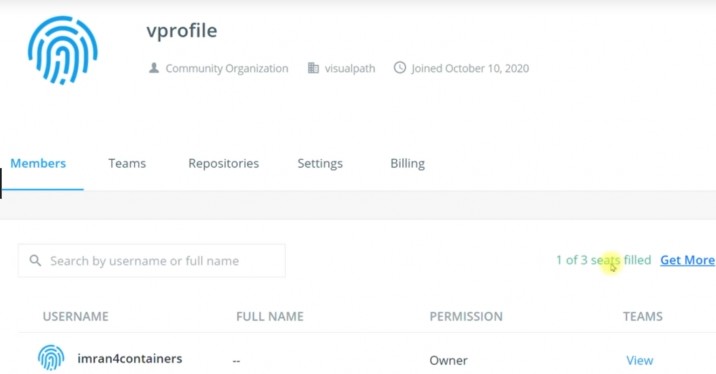 vprofile
Community Organization visualpath Joined October 10, 2020
Members Teams Repositories Settings Billing
Search by username or full name 1 of 3 seats filled Get More
USERNAME FULL NAME PERMISSION TEAMS
imran4containers -- Owner View